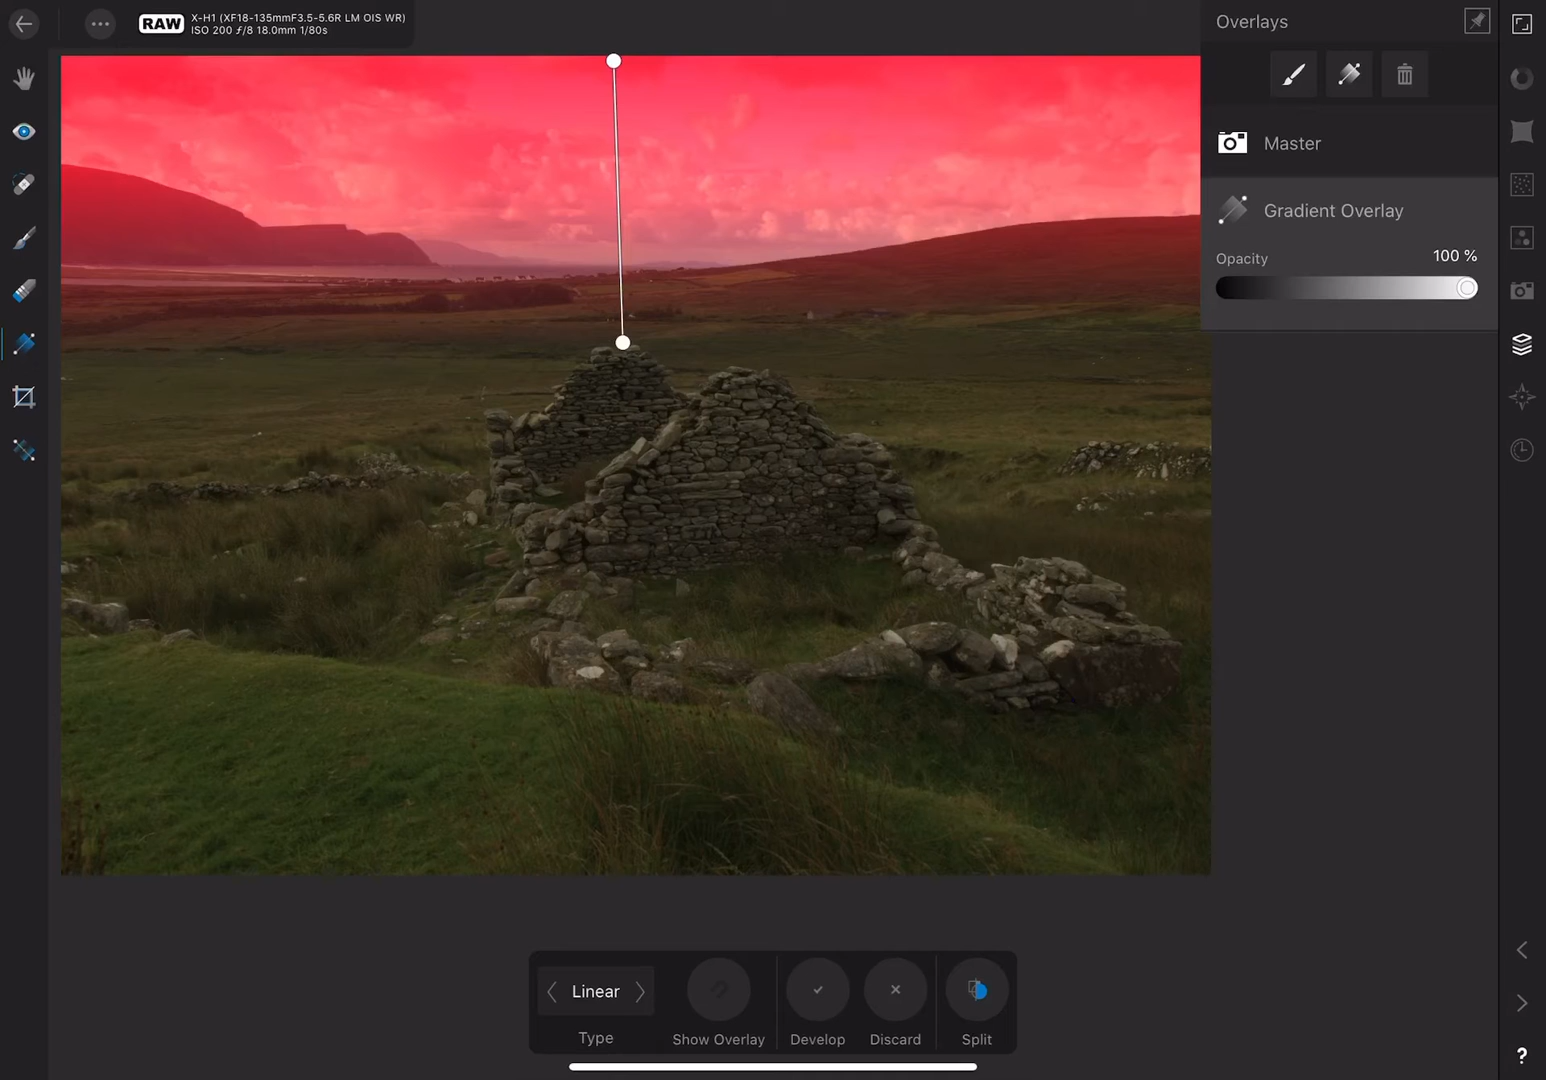 RAW
X-H1 (XF18-135mmF3.5-5.6R LM OIS WR)
ISO 200 ƒ/8 18.0mm 1/80s
Overlays
Master
Gradient Overlay
Opacity
100 %
Linear
Type
Show Overlay
Develop
Discard
Split
?